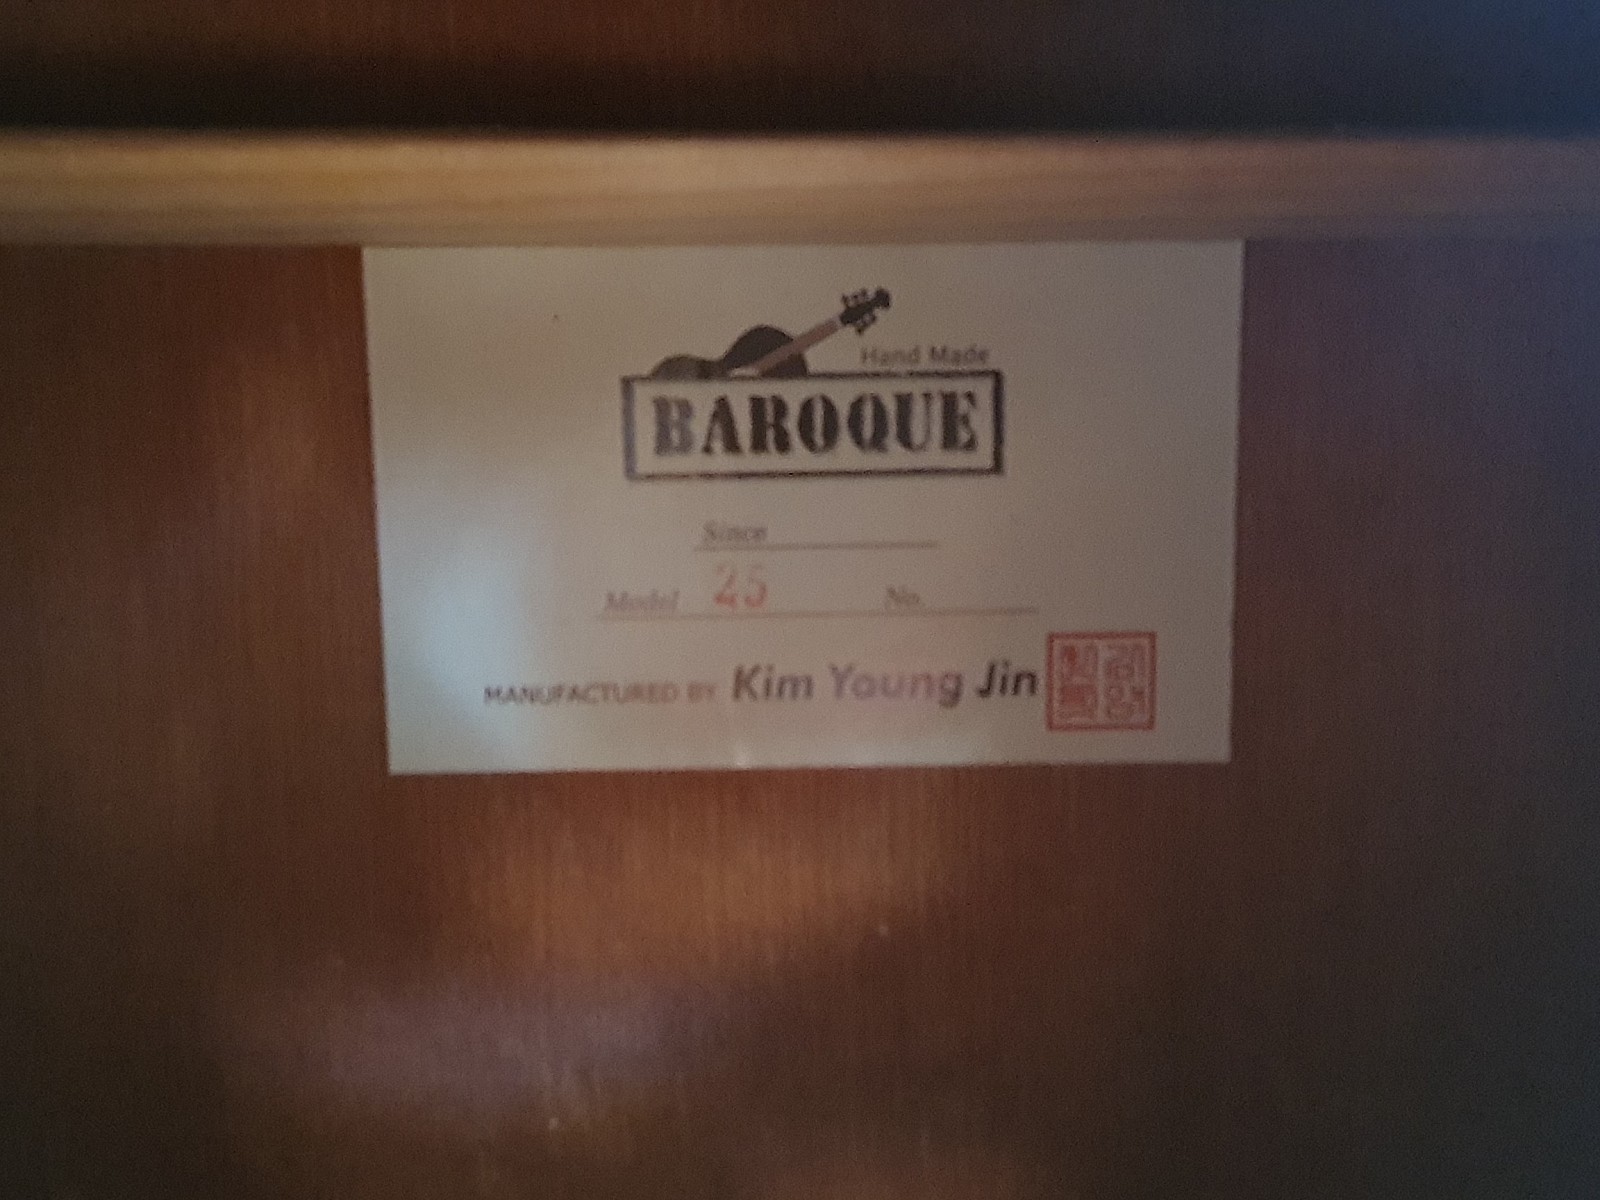 Hand Made
BAROQUE
Since
Model 25 No.
MANUFACTURED BY Kim Young Jin